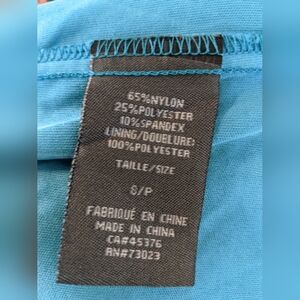 65%NYLON
25%POLYESTER
10%SPANDEX
LINING/DOUBLURE:
100%POLYESTER
TAILLE/SIZE
S/P
FABRIQUÉ EN CHINE
MADE IN CHINA
CA#45376
RN#73023